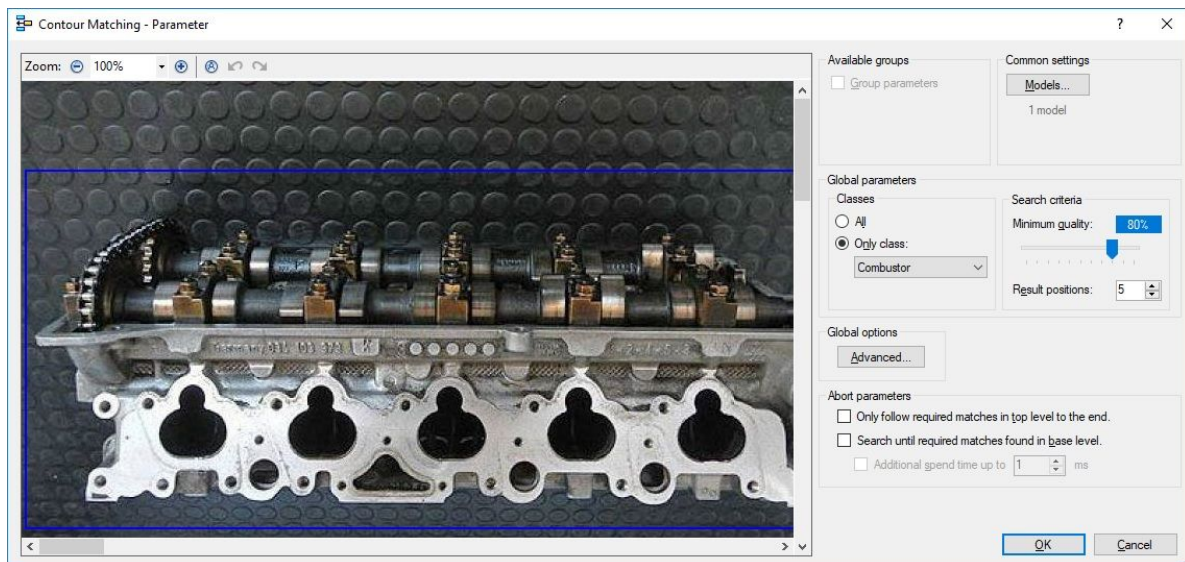 Contour Matching - Parameter
?
Zoom:
100%
Germany
Available groups
Group parameters
Common settings
Models...
1 model
Global parameters
Classes
All
Only class:
Combustor
Search criteria
Minimum quality:
80%
Result positions:
5
Global options
Advanced...
Abort parameters
Only follow required matches in top level to the end.
Search until required matches found in base level.
Additional spend time up to 1 ms
OK
Cancel